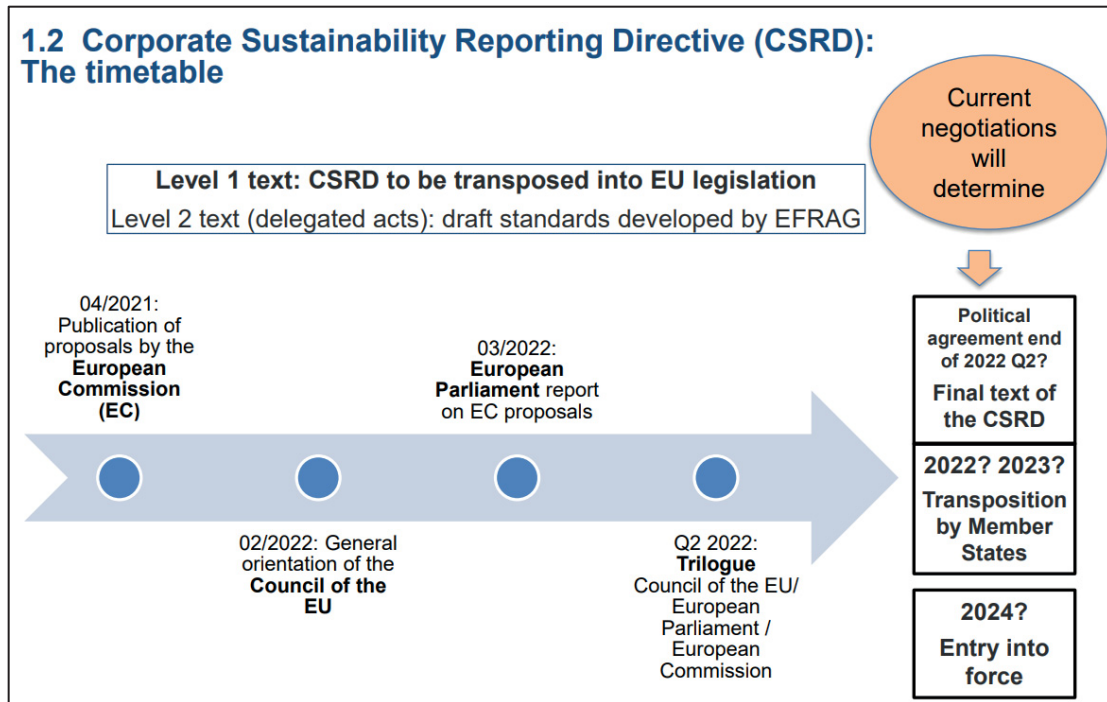 1.2 Corporate Sustainability Reporting Directive (CSRD):
The timetable
Current
negotiations
will
determine
Level 1 text: CSRD to be transposed into EU legislation
Level 2 text (delegated acts): draft standards developed by EFRAG
04/2021:
Publication of
proposals by the
European
Commission
(EC)
03/2022:
European
Parliament report
on EC proposals
02/2022: General
orientation of the
Council of the
EU
Q2 2022:
Trilogue
Council of the EU/
European
Parliament /
European
Commission
Political
agreement end
of 2022 Q2?
Final text of
the CSRD
2022? 2023?
Transposition
by Member
States
2024?
Entry into
force